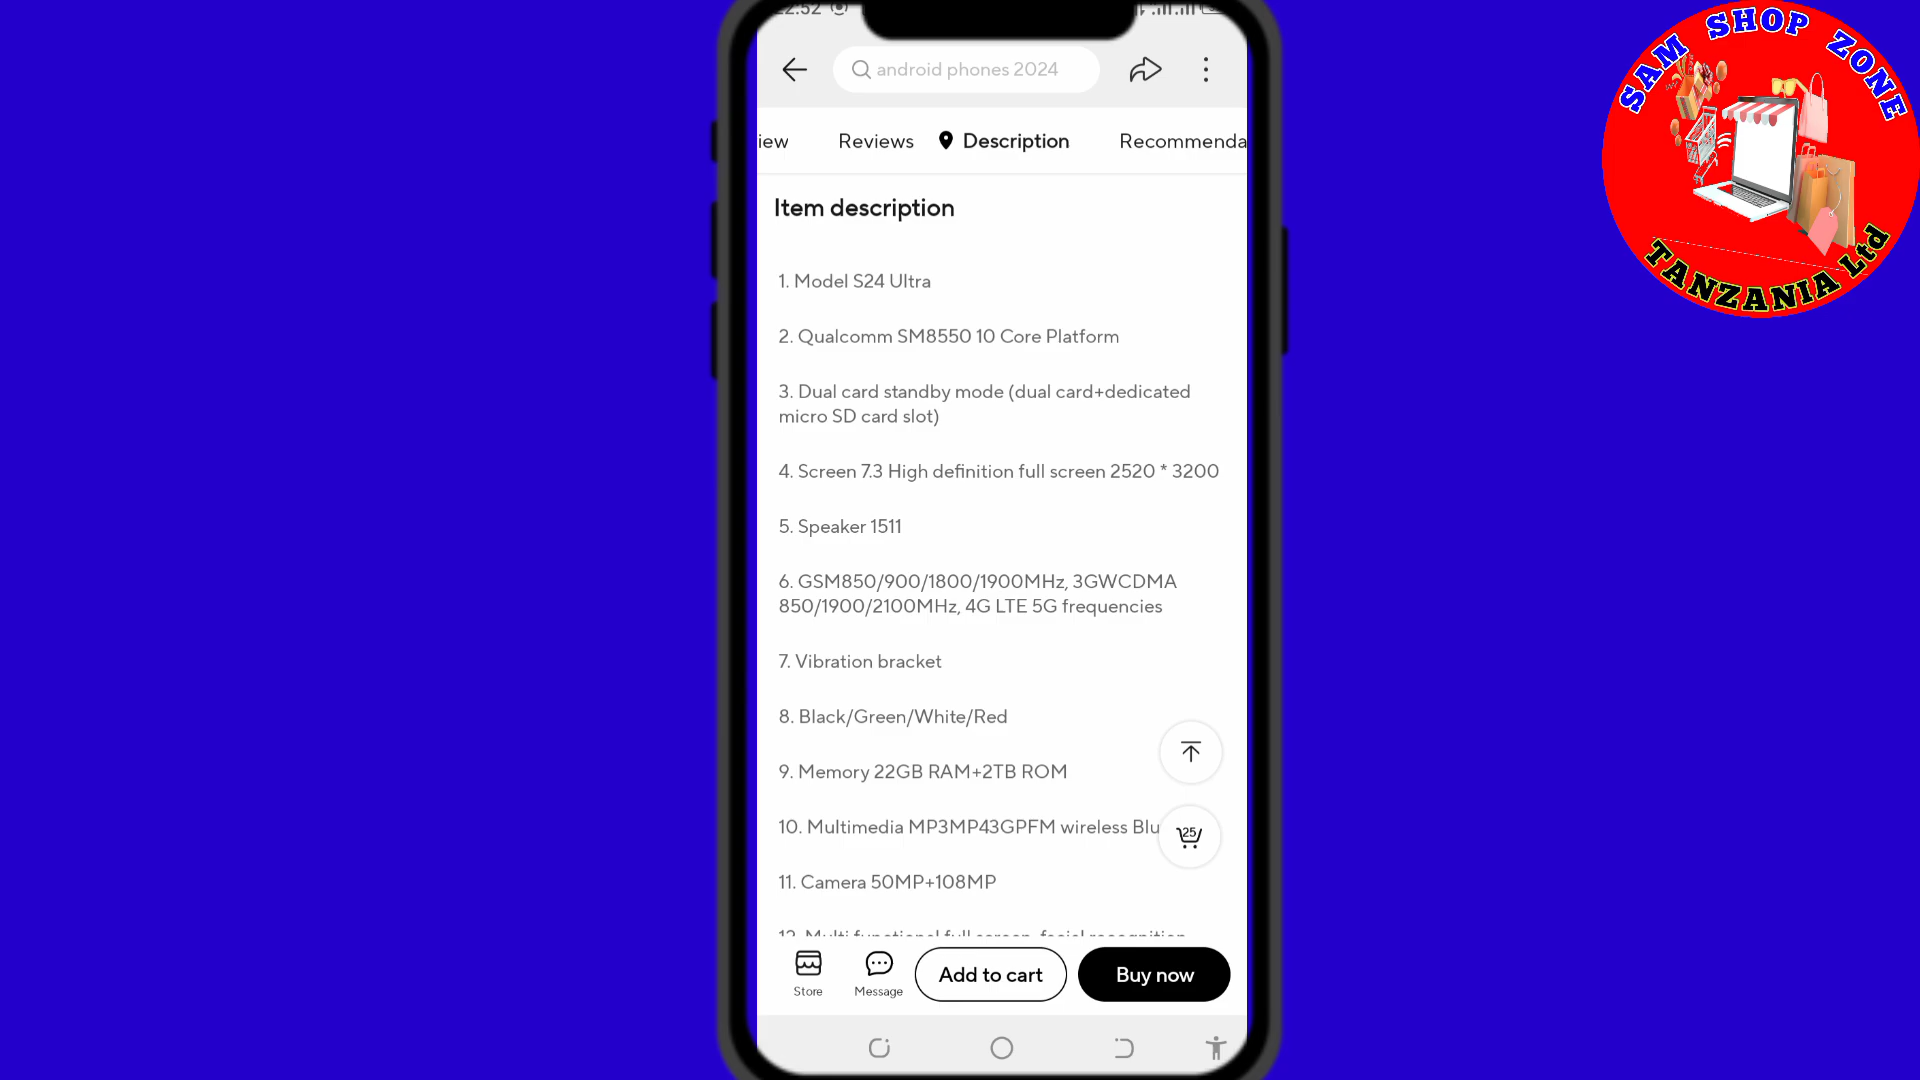 22:52
android phones 2024
iew Reviews Description Recommenda
Item description
1. Model S24 Ultra
2. Qualcomm SM8550 10 Core Platform
3. Dual card standby mode (dual card+dedicated
micro SD card slot)
4. Screen 7.3 High definition full screen 2520 * 3200
5. Speaker 1511
6. GSM850/900/1800/1900MHz, 3GWCDMA
850/1900/2100MHz, 4G LTE 5G frequencies
7. Vibration bracket
8. Black/Green/White/Red
9. Memory 22GB RAM+2TB ROM
10. Multimedia MP3MP43GPFM wireless Blu
25
11. Camera 50MP+108MP
12. Multi functional full screen, facial recognition
Store Message Add to cart Buy now
SAM SHOP ZONE
TANZANIA Ltd